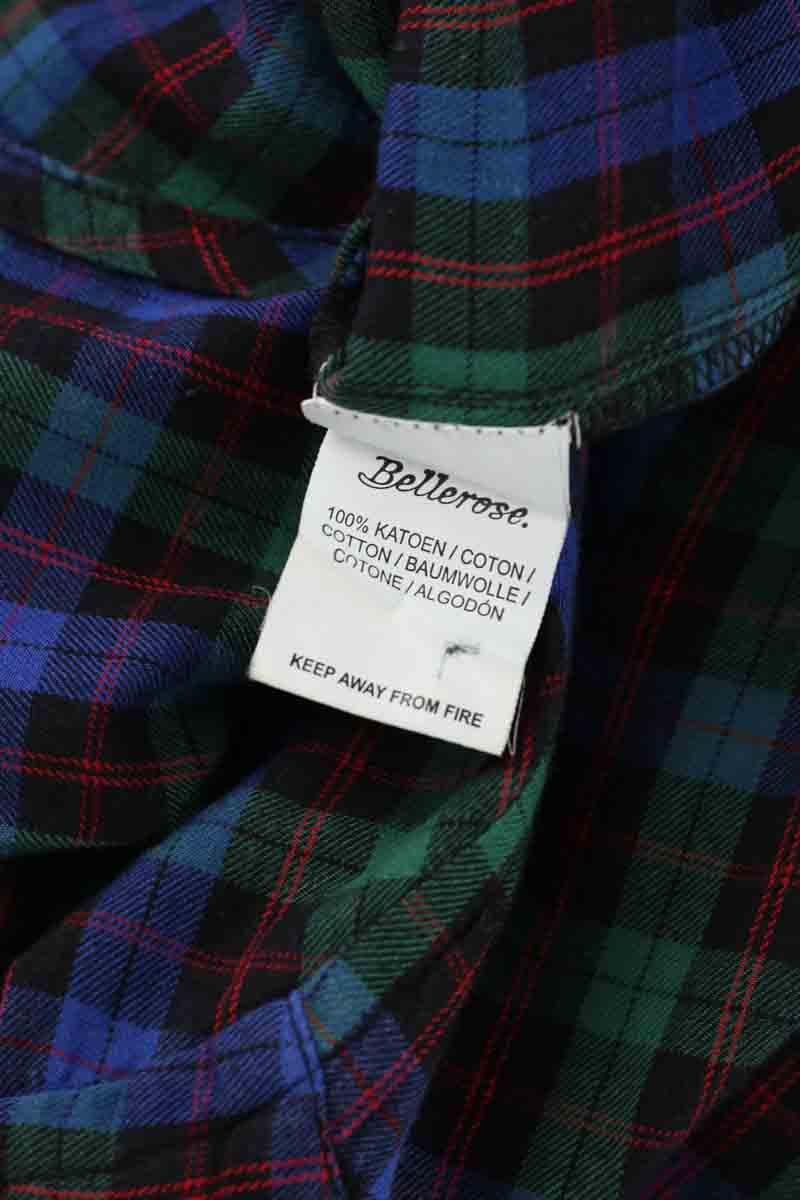 Bellerose.
100% KATOEN / COTON /
COTTON / BAUMWOLLE /
COTONE / ALGODÓN
KEEP AWAY FROM FIRE